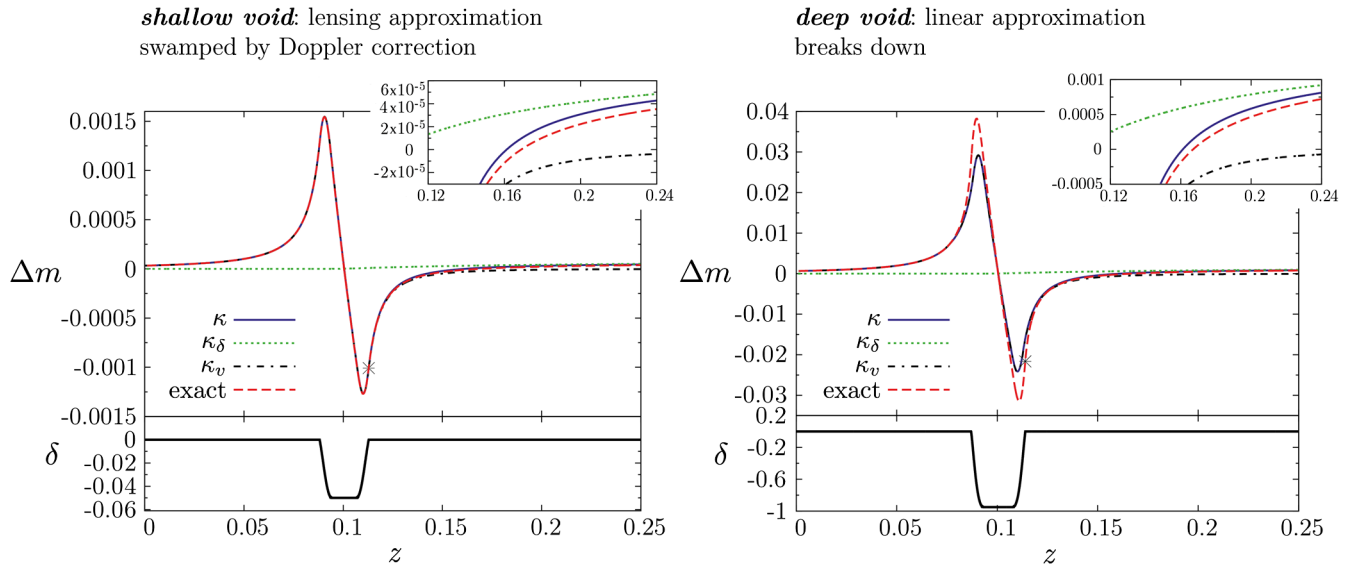 shallow void: lensing approximation
swamped by Doppler correction
0.0015
0.001
0.0005
0
-0.0005
-0.001
-0.0015
Δm
6x10⁻⁵
4x10⁻⁵
2x10⁻⁵
0
-2x10⁻⁵
0.12
0.16
0.2
0.24
κ
κδ
κv
exact
δ
0
-0.02
-0.04
-0.06
0
0.05
0.1
0.15
0.2
0.25
z
deep void: linear approximation
breaks down
0.04
0.03
0.02
0.01
0
-0.01
-0.02
-0.03
Δm
0.001
0.0005
0
-0.0005
0.12
0.16
0.2
0.24
κ
κδ
κv
exact
δ
0.2
-0.2
-0.6
-1
0
0.05
0.1
0.15
0.2
0.25
z